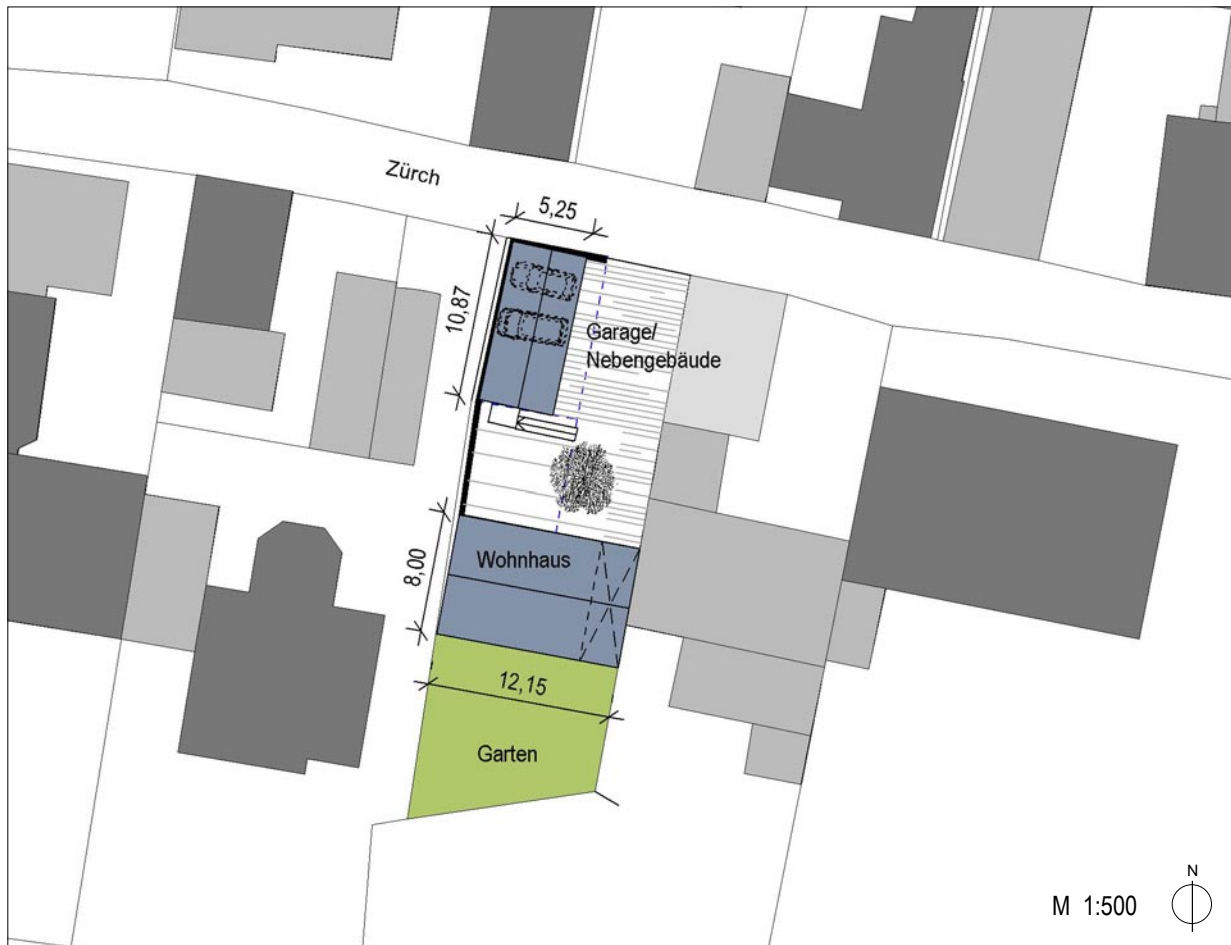 Zürch
5,25
10,87
Garage/
Nebengebäude
Wohnhaus
8,00
12,15
Garten
N
M 1:500